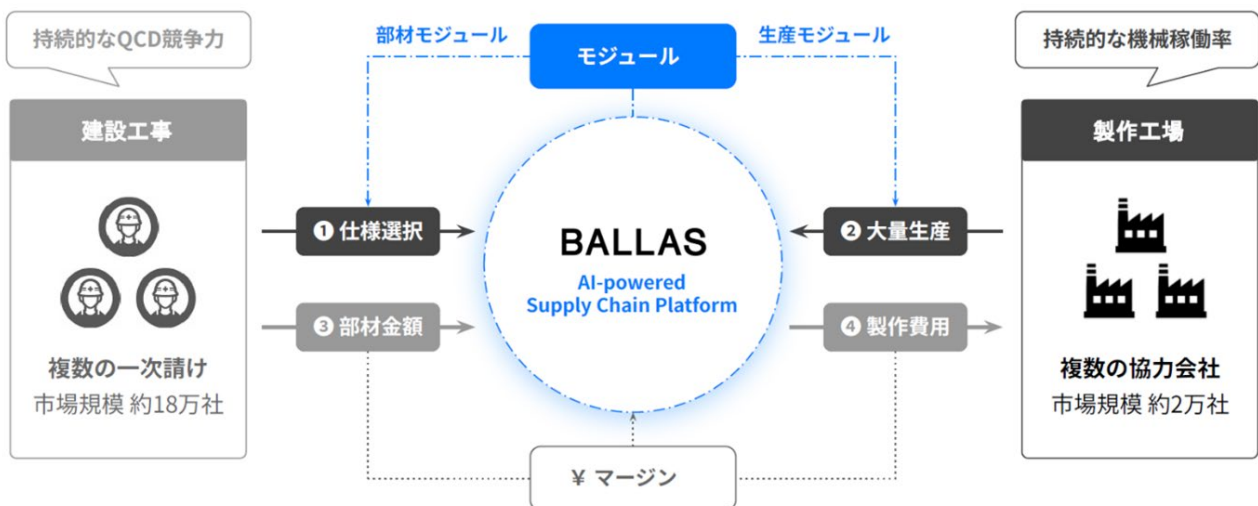 持続的なQCD競争力
部材モジュール
モジュール
生産モジュール
持続的な機械稼働率
建設工事
製作工場
❶ 仕様選択
BALLAS
AI-powered
Supply Chain Platform
❷ 大量生産
❸ 部材金額
❹ 製作費用
複数の一次請け
市場規模 約18万社
複数の協力会社
市場規模 約2万社
¥ マージン